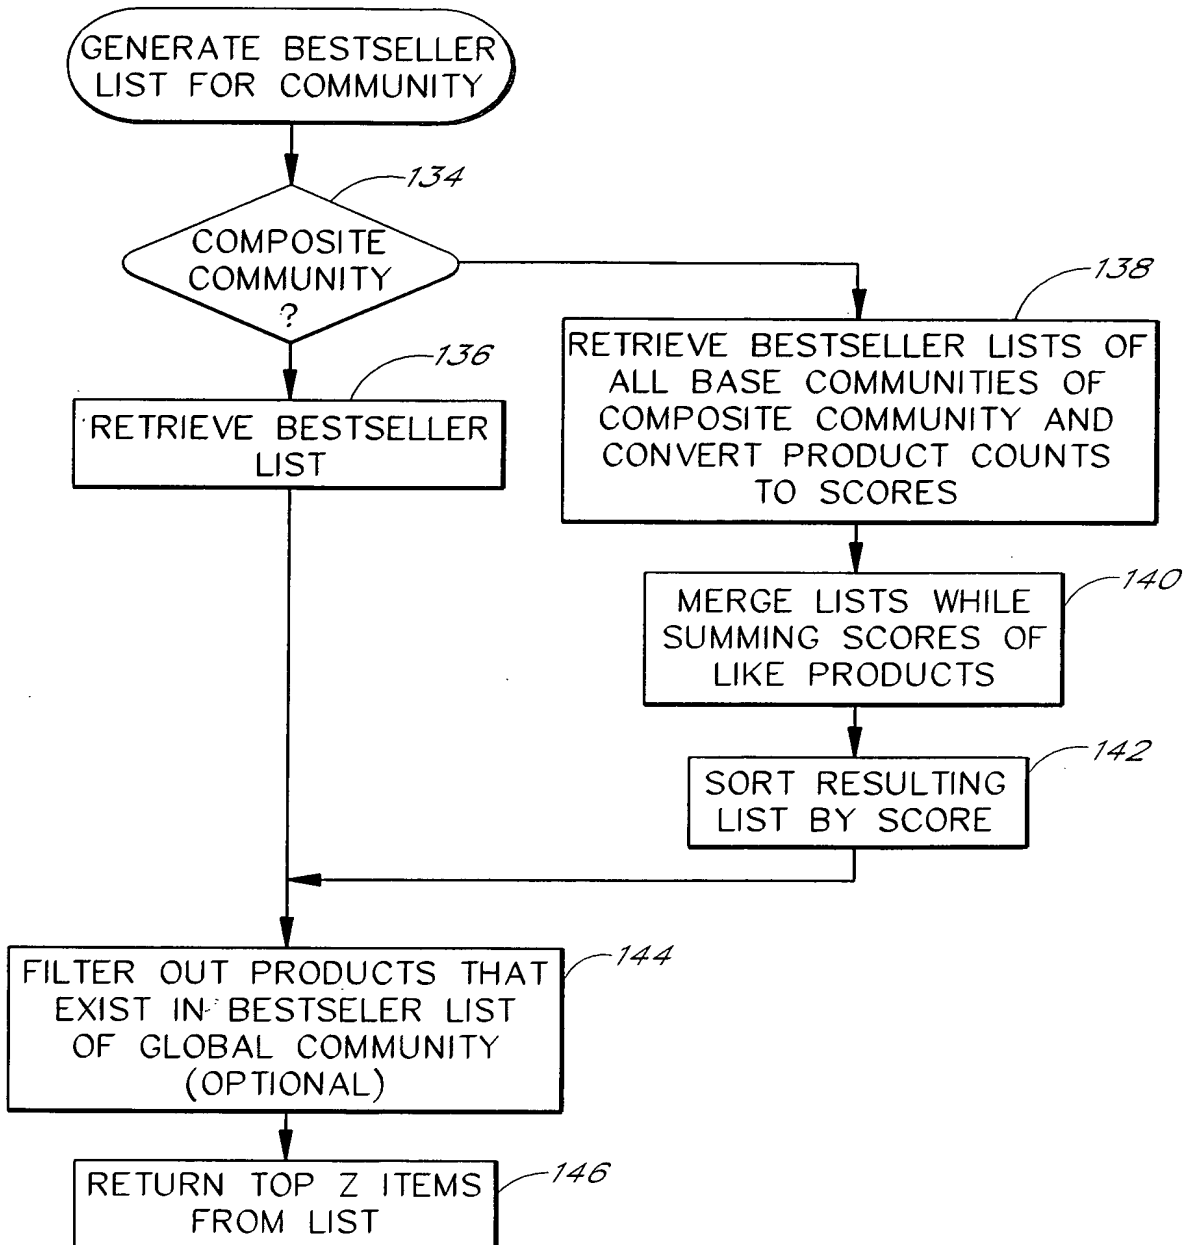 GENERATE BESTSELLER
LIST FOR COMMUNITY
134
COMPOSITE
COMMUNITY
?
136
RETRIEVE BESTSELLER
LIST
138
RETRIEVE BESTSELLER LISTS OF
ALL BASE COMMUNITIES OF
COMPOSITE COMMUNITY AND
CONVERT PRODUCT COUNTS
TO SCORES
140
MERGE LISTS WHILE
SUMMING SCORES OF
LIKE PRODUCTS
142
SORT RESULTING
LIST BY SCORE
144
FILTER OUT PRODUCTS THAT
EXIST IN BESTSELER LIST
OF GLOBAL COMMUNITY
(OPTIONAL)
146
RETURN TOP Z ITEMS
FROM LIST